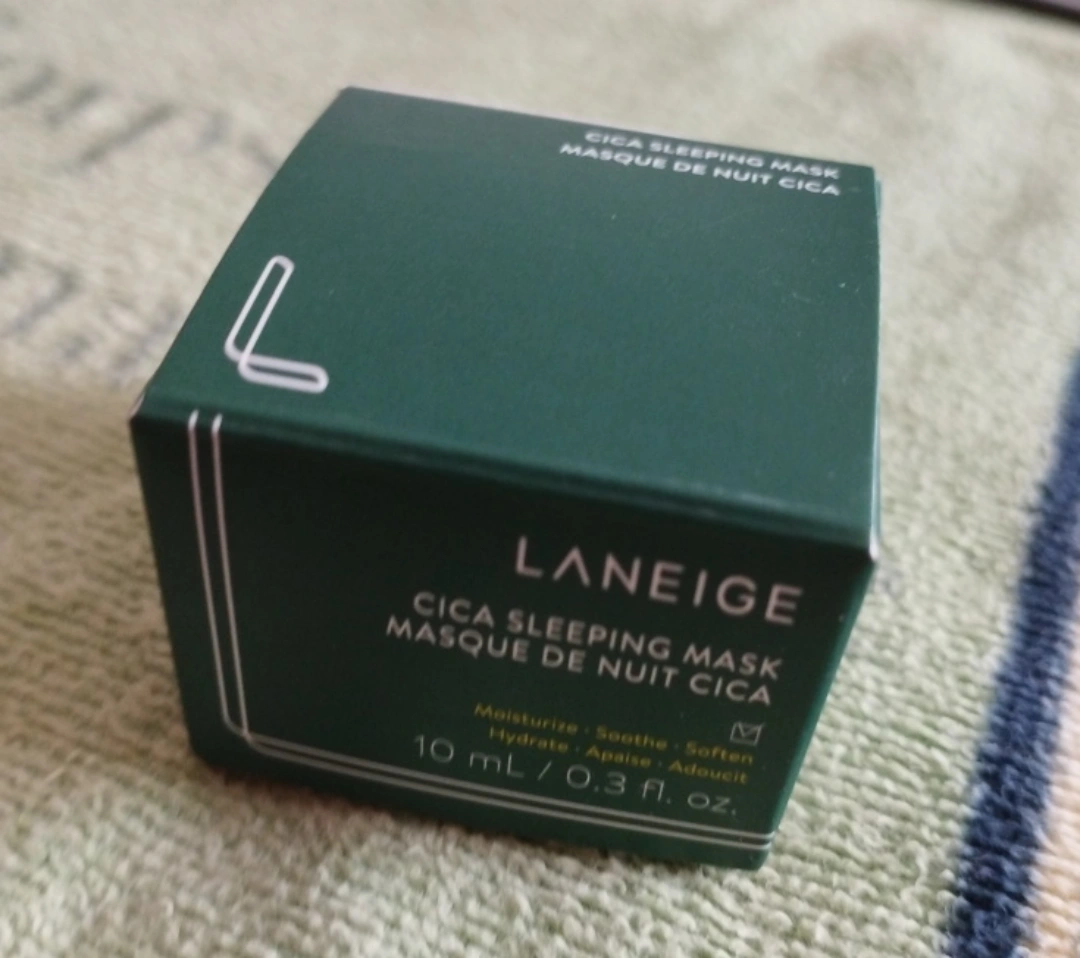 CICA SLEEPING MASK
MASQUE DE NUIT CICA
L
LANEIGE
CICA SLEEPING MASK
MASQUE DE NUIT CICA
Moisturize · Soothe · Soften
Hydrate · Apaise · Adoucit
10 mL / 0.3 fl. oz.